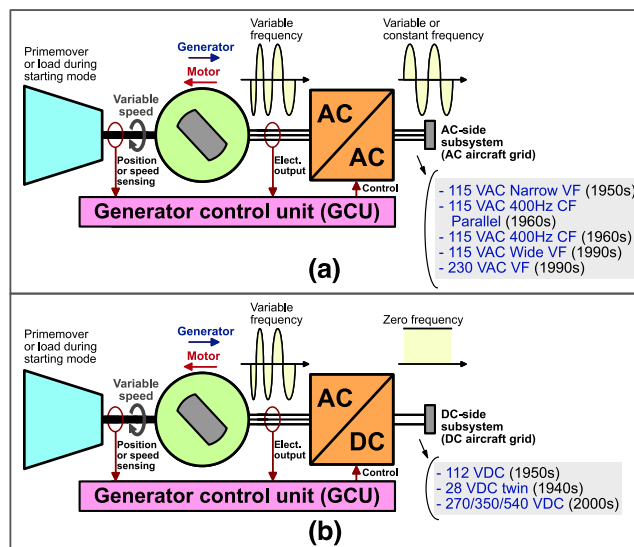 Primemover
or load during
starting mode
Variable
speed
Position
or speed
sensing
Generator
Motor
Variable
frequency
Elect.
output
AC
AC
Control
Variable or
constant frequency
AC-side
subsystem
(AC aircraft grid)
- 115 VAC Narrow VF (1950s)
- 115 VAC 400Hz CF
Parallel (1960s)
- 115 VAC 400Hz CF (1960s)
- 115 VAC Wide VF (1990s)
- 230 VAC VF (1990s)
Generator control unit (GCU)
(a)
Primemover
or load during
starting mode
Variable
speed
Position
or speed
sensing
Generator
Motor
Variable
frequency
Elect.
output
AC
DC
Control
Zero frequency
DC-side
subsystem
(DC aircraft grid)
- 112 VDC (1950s)
- 28 VDC twin (1940s)
- 270/350/540 VDC (2000s)
Generator control unit (GCU)
(b)